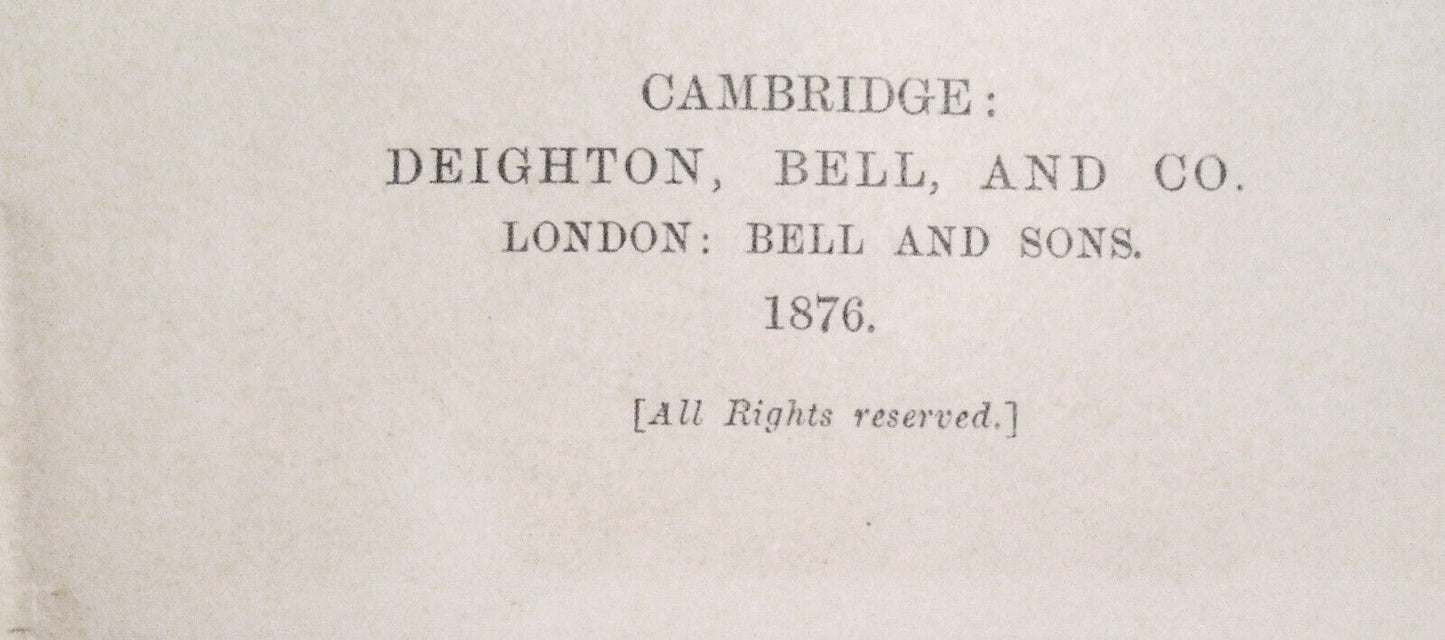 CAMBRIDGE:
DEIGHTON, BELL, AND CO.
LONDON: BELL AND SONS.
1876.
[All Rights reserved.]